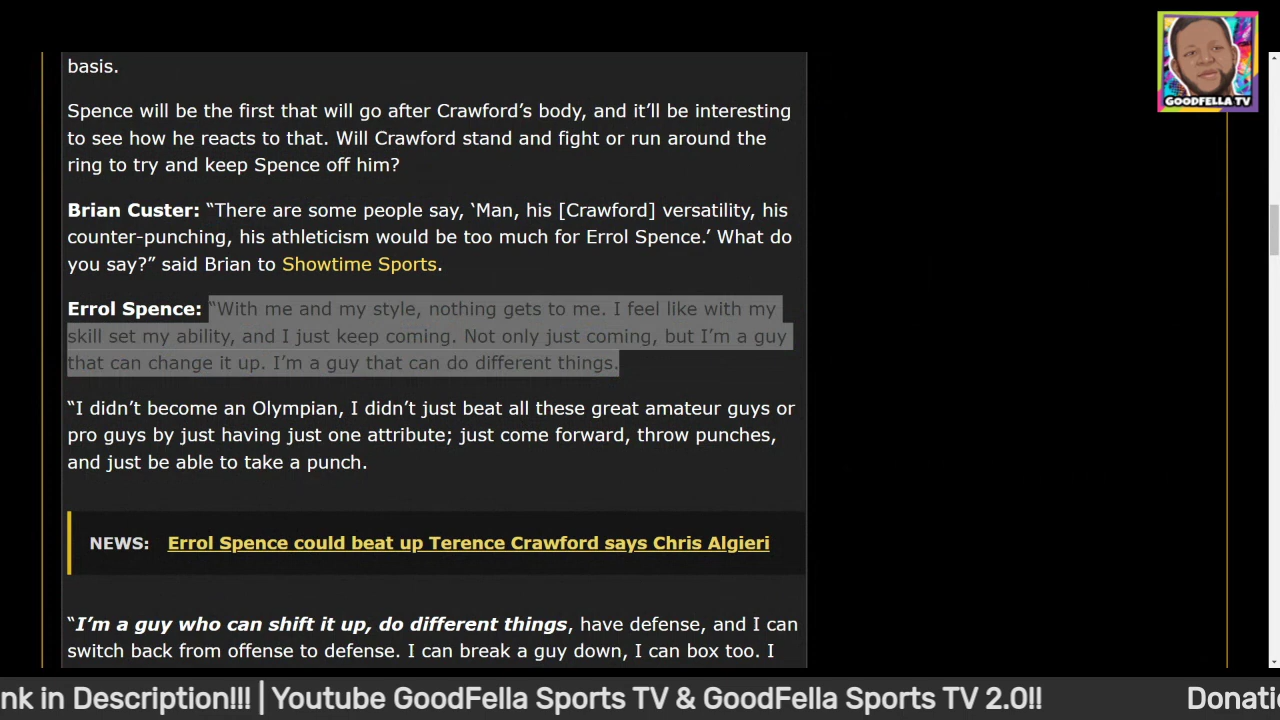 GOODFELLA TV
basis.
Spence will be the first that will go after Crawford’s body, and it’ll be interesting
to see how he reacts to that. Will Crawford stand and fight or run around the
ring to try and keep Spence off him?
Brian Custer: “There are some people say, ‘Man, his [Crawford] versatility, his
counter-punching, his athleticism would be too much for Errol Spence.’ What do
you say?” said Brian to Showtime Sports.
Errol Spence: “With me and my style, nothing gets to me. I feel like with my
skill set my ability, and I just keep coming. Not only just coming, but I’m a guy
that can change it up. I’m a guy that can do different things.
“I didn’t become an Olympian, I didn’t just beat all these great amateur guys or
pro guys by just having just one attribute; just come forward, throw punches,
and just be able to take a punch.
NEWS: Errol Spence could beat up Terence Crawford says Chris Algieri
“I’m a guy who can shift it up, do different things, have defense, and I can
switch back from offense to defense. I can break a guy down, I can box too. I
nk in Description!!! | Youtube GoodFella Sports TV & GoodFella Sports TV 2.0!! Donatio